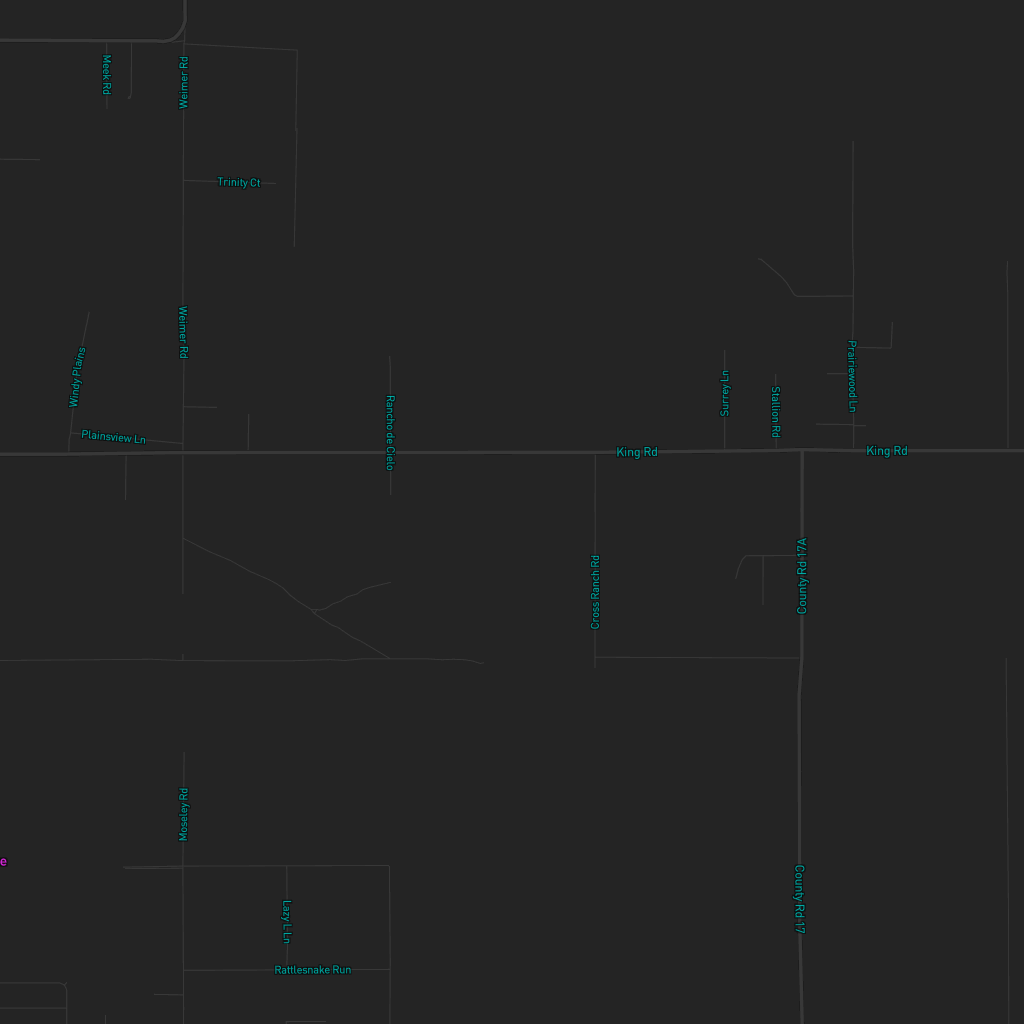 Meek Rd
Weimer Rd
Trinity Ct
Weimer Rd
Windy Plains
Plainsview Ln
Rancho de Cielo
Surrey Ln
Stallion Rd
Prairiewood Ln
King Rd
King Rd
Cross Ranch Rd
County Rd 17A
Moseley Rd
e
County Rd 17
Lazy L Ln
Rattlesnake Run